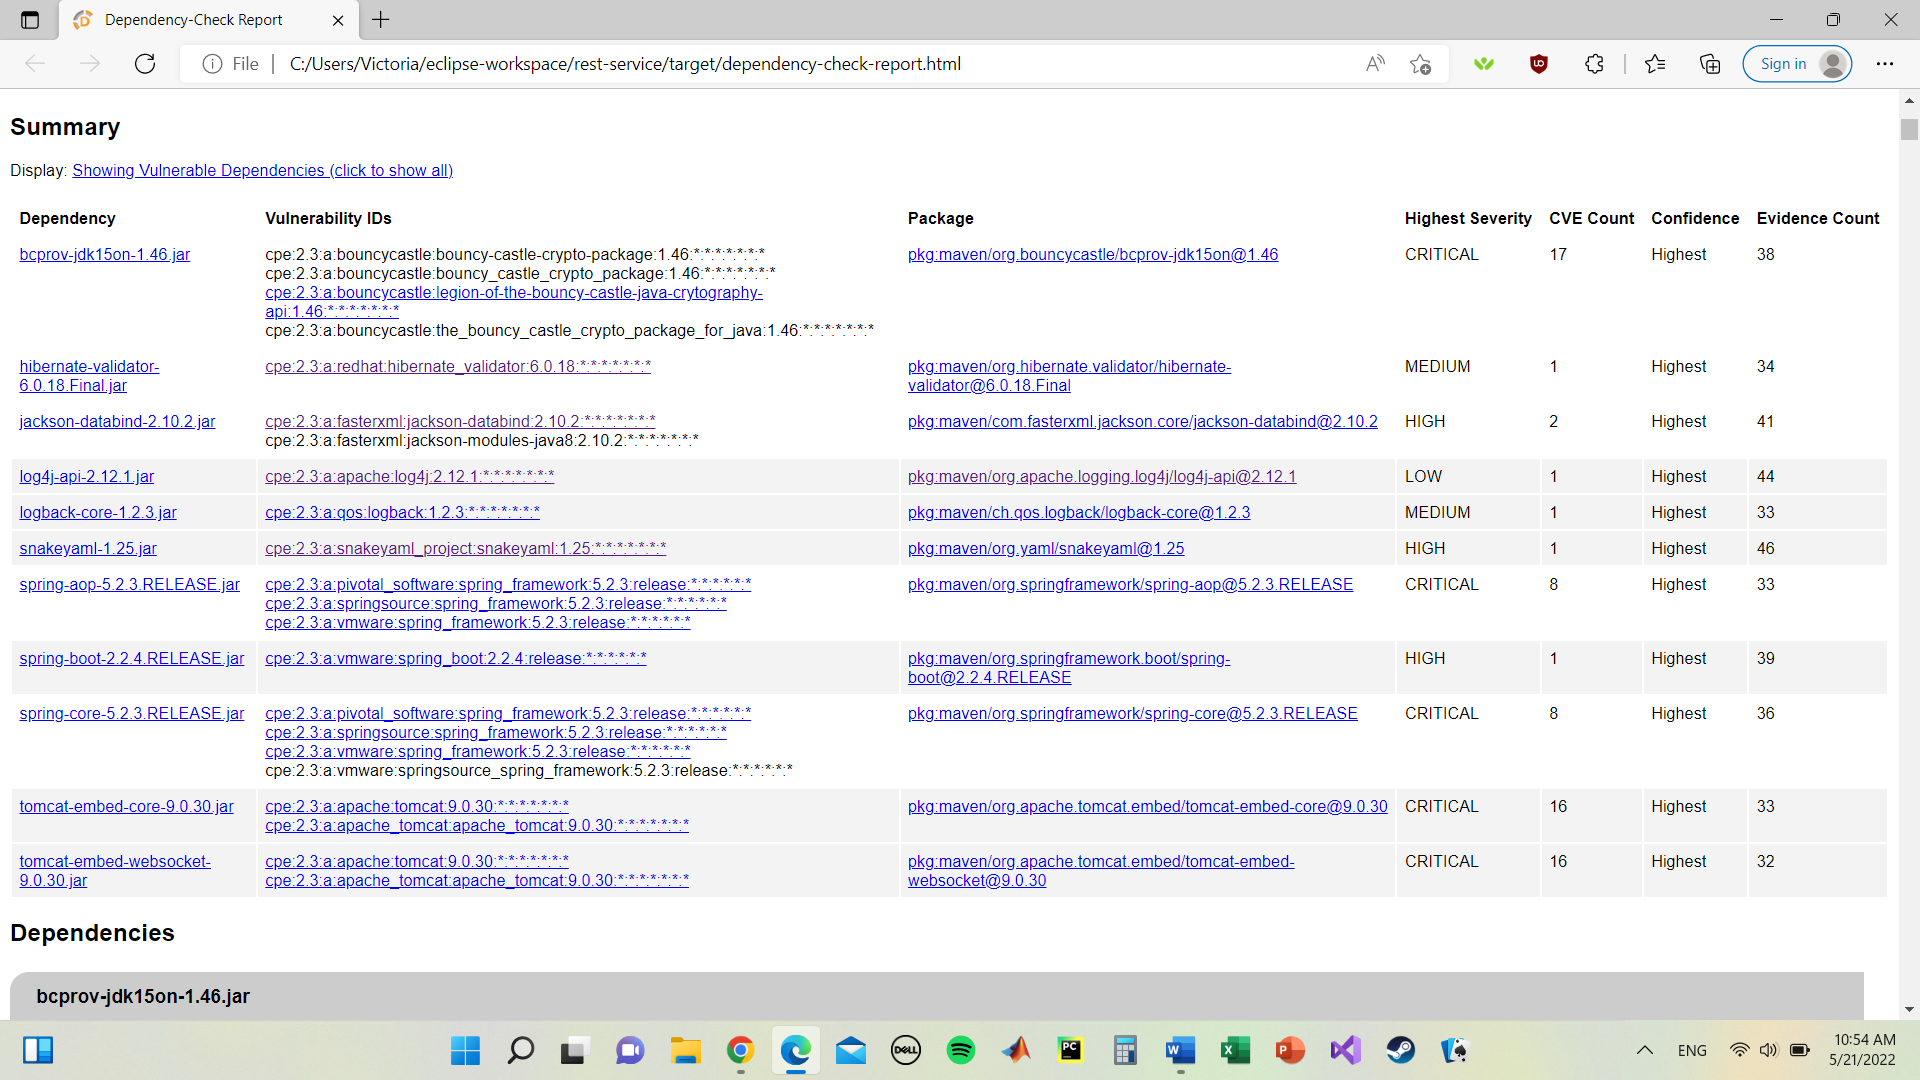 Dependency-Check Report
File
C:/Users/Victoria/eclipse-workspace/rest-service/target/dependency-check-report.html
Sign in
Summary
Display: Showing Vulnerable Dependencies (click to show all)
Dependency Vulnerability IDs Package Highest Severity CVE Count Confidence Evidence Count
bcprov-jdk15on-1.46.jar cpe:2.3:a:bouncycastle:bouncy-castle-crypto-package:1.46:*:*:*:*:*:*:* pkg:maven/org.bouncycastle/bcprov-jdk15on@1.46 CRITICAL 17 Highest 38
cpe:2.3:a:bouncycastle:bouncy_castle_crypto_package:1.46:*:*:*:*:*:*:*
cpe:2.3:a:bouncycastle:legion-of-the-bouncy-castle-java-crytography-
api:1.46:*:*:*:*:*:*:*
cpe:2.3:a:bouncycastle:the_bouncy_castle_crypto_package_for_java:1.46:*:*:*:*:*:*:*
hibernate-validator- cpe:2.3:a:redhat:hibernate_validator:6.0.18:*:*:*:*:*:*:* pkg:maven/org.hibernate.validator/hibernate- MEDIUM 1 Highest 34
6.0.18.Final.jar validator@6.0.18.Final
jackson-databind-2.10.2.jar cpe:2.3:a:fasterxml:jackson-databind:2.10.2:*:*:*:*:*:*:* pkg:maven/com.fasterxml.jackson.core/jackson-databind@2.10.2 HIGH 2 Highest 41
cpe:2.3:a:fasterxml:jackson-modules-java8:2.10.2:*:*:*:*:*:*:*
log4j-api-2.12.1.jar cpe:2.3:a:apache:log4j:2.12.1:*:*:*:*:*:*:* pkg:maven/org.apache.logging.log4j/log4j-api@2.12.1 LOW 1 Highest 44
logback-core-1.2.3.jar cpe:2.3:a:qos:logback:1.2.3:*:*:*:*:*:*:* pkg:maven/ch.qos.logback/logback-core@1.2.3 MEDIUM 1 Highest 33
snakeyaml-1.25.jar cpe:2.3:a:snakeyaml_project:snakeyaml:1.25:*:*:*:*:*:*:* pkg:maven/org.yaml/snakeyaml@1.25 HIGH 1 Highest 46
spring-aop-5.2.3.RELEASE.jar cpe:2.3:a:pivotal_software:spring_framework:5.2.3:release:*:*:*:*:*:* pkg:maven/org.springframework/spring-aop@5.2.3.RELEASE CRITICAL 8 Highest 33
cpe:2.3:a:springsource:spring_framework:5.2.3:release:*:*:*:*:*:*
cpe:2.3:a:vmware:spring_framework:5.2.3:release:*:*:*:*:*:*
spring-boot-2.2.4.RELEASE.jar cpe:2.3:a:vmware:spring_boot:2.2.4:release:*:*:*:*:*:* pkg:maven/org.springframework.boot/spring- HIGH 1 Highest 39
boot@2.2.4.RELEASE
spring-core-5.2.3.RELEASE.jar cpe:2.3:a:pivotal_software:spring_framework:5.2.3:release:*:*:*:*:*:* pkg:maven/org.springframework/spring-core@5.2.3.RELEASE CRITICAL 8 Highest 36
cpe:2.3:a:springsource:spring_framework:5.2.3:release:*:*:*:*:*:*
cpe:2.3:a:vmware:spring_framework:5.2.3:release:*:*:*:*:*:*
cpe:2.3:a:vmware:springsource_spring_framework:5.2.3:release:*:*:*:*:*:*
tomcat-embed-core-9.0.30.jar cpe:2.3:a:apache:tomcat:9.0.30:*:*:*:*:*:*:* pkg:maven/org.apache.tomcat.embed/tomcat-embed-core@9.0.30 CRITICAL 16 Highest 33
cpe:2.3:a:apache_tomcat:apache_tomcat:9.0.30:*:*:*:*:*:*:*
tomcat-embed-websocket- cpe:2.3:a:apache:tomcat:9.0.30:*:*:*:*:*:*:* pkg:maven/org.apache.tomcat.embed/tomcat-embed- CRITICAL 16 Highest 32
9.0.30.jar cpe:2.3:a:apache_tomcat:apache_tomcat:9.0.30:*:*:*:*:*:*:* websocket@9.0.30
Dependencies
bcprov-jdk15on-1.46.jar
DELL
PC
ENG
10:54 AM
5/21/2022